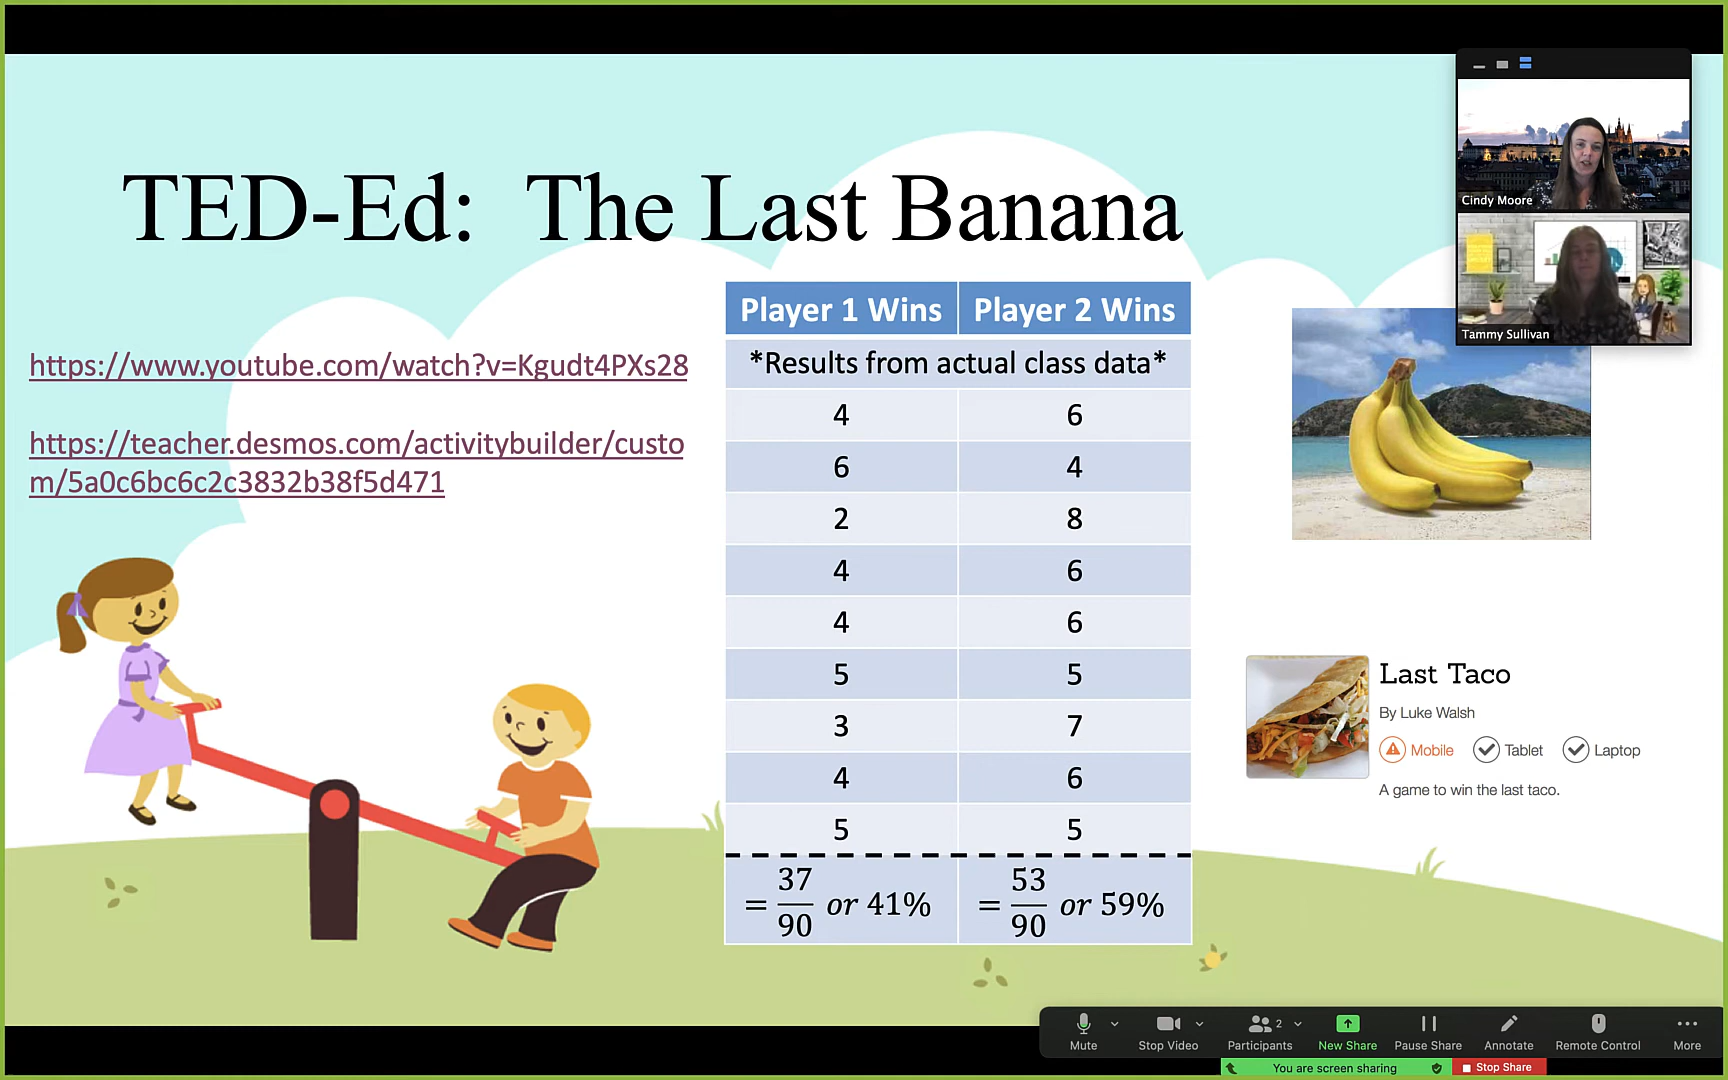 TED-Ed: The Last Banana
https://www.youtube.com/watch?v=Kgudt4PXs28
https://teacher.desmos.com/activitybuilder/custo
m/5a0c6bc6c2c3832b38f5d471
Player 1 Wins Player 2 Wins
*Results from actual class data*
4 6
6 4
2 8
4 6
4 6
5 5
3 7
4 6
5 5
= 37/90 or 41% = 53/90 or 59%
Cindy Moore
Tammy Sullivan
Last Taco
By Luke Walsh
Mobile Tablet Laptop
A game to win the last taco.
2
Mute Stop Video Participants New Share Pause Share Annotate Remote Control More
You are screen sharing Stop Share